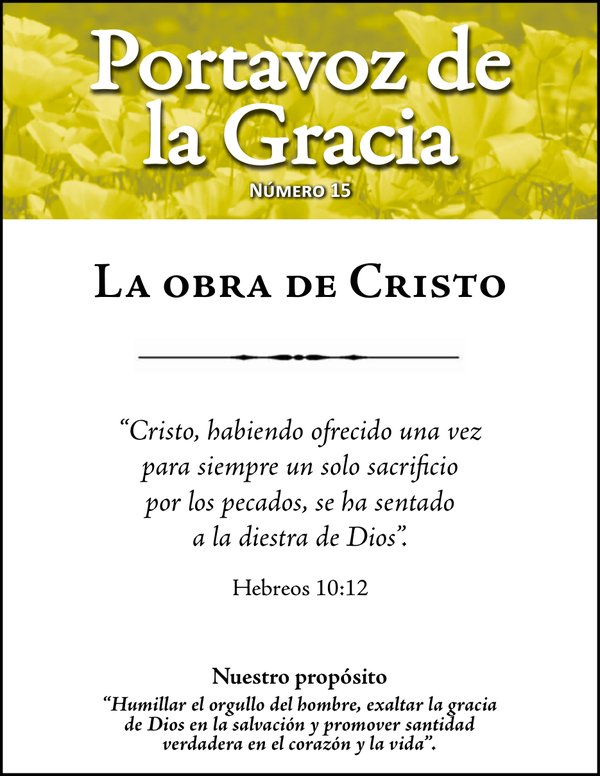 Portavoz de
la Gracia
Número 15
La obra de Cristo
“Cristo, habiendo ofrecido una vez
para siempre un solo sacrificio
por los pecados, se ha sentado
a la diestra de Dios”.
Hebreos 10:12
Nuestro propósito
“Humillar el orgullo del hombre, exaltar la gracia
de Dios en la salvación y promover santidad
verdadera en el corazón y la vida”.